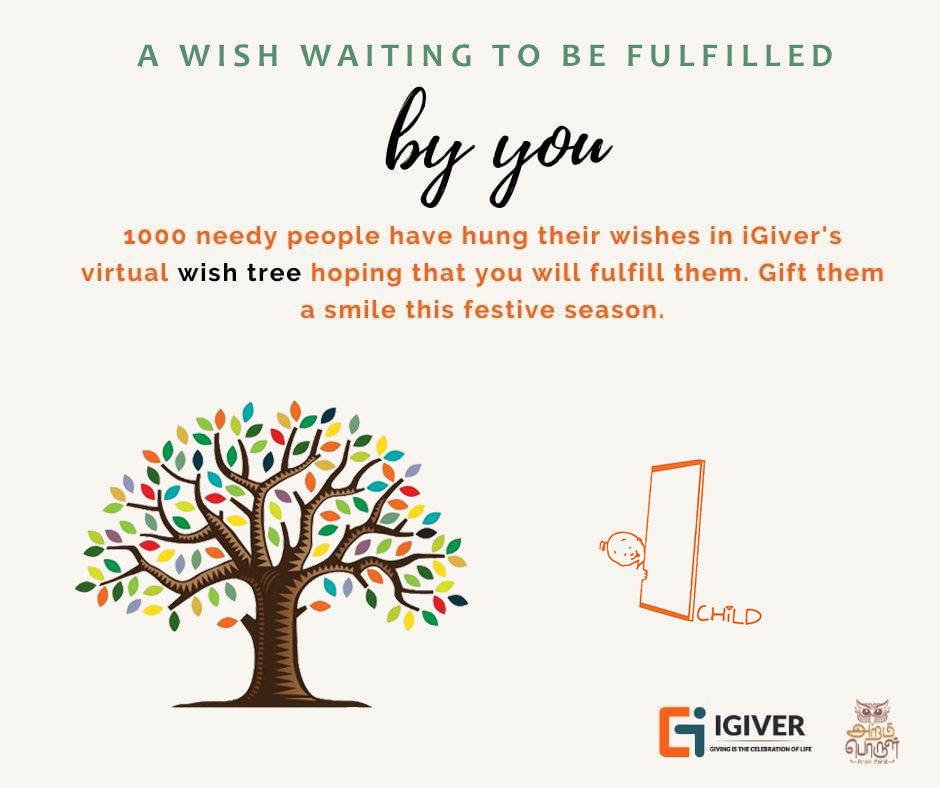 A WISH WAITING TO BE FULFILLED
by you
1000 needy people have hung their wishes in iGiver's
virtual wish tree hoping that you will fulfill them. Gift them
a smile this festive season.
CHiLD
IGIVER
GIVING IS THE CELEBRATION OF LIFE
அறம்
பொருள்
Aram Porul